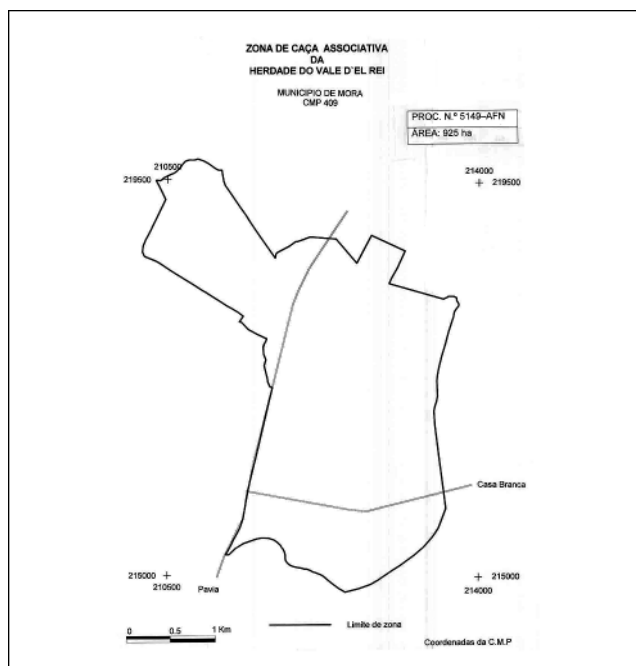 ZONA DE CAÇA ASSOCIATIVA
DA
HERDADE DO VALE D`EL REI
MUNICIPIO DE MORA
CMP 409
PROC. N.º 5149–AFN
ÁREA: 925 ha
210500
219500
214000
219500
Casa Branca
215000
210500
Pavia
215000
214000
0 0.5 1 Km
Limite de zona
Coordenadas da C.M.P